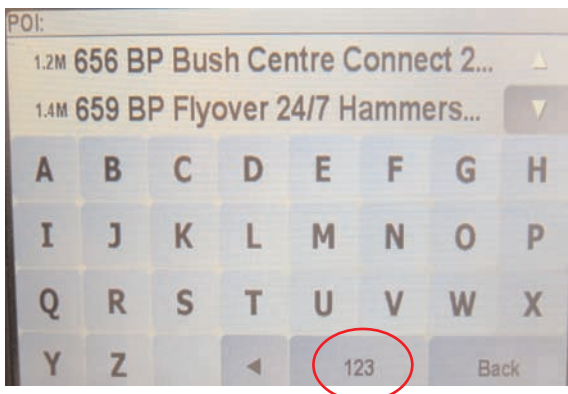 POI:
1.2M 656 BP Bush Centre Connect 2...
1.4M 659 BP Flyover 24/7 Hammers...
A B C D E F G H
I J K L M N O P
Q R S T U V W X
Y Z 123 Back